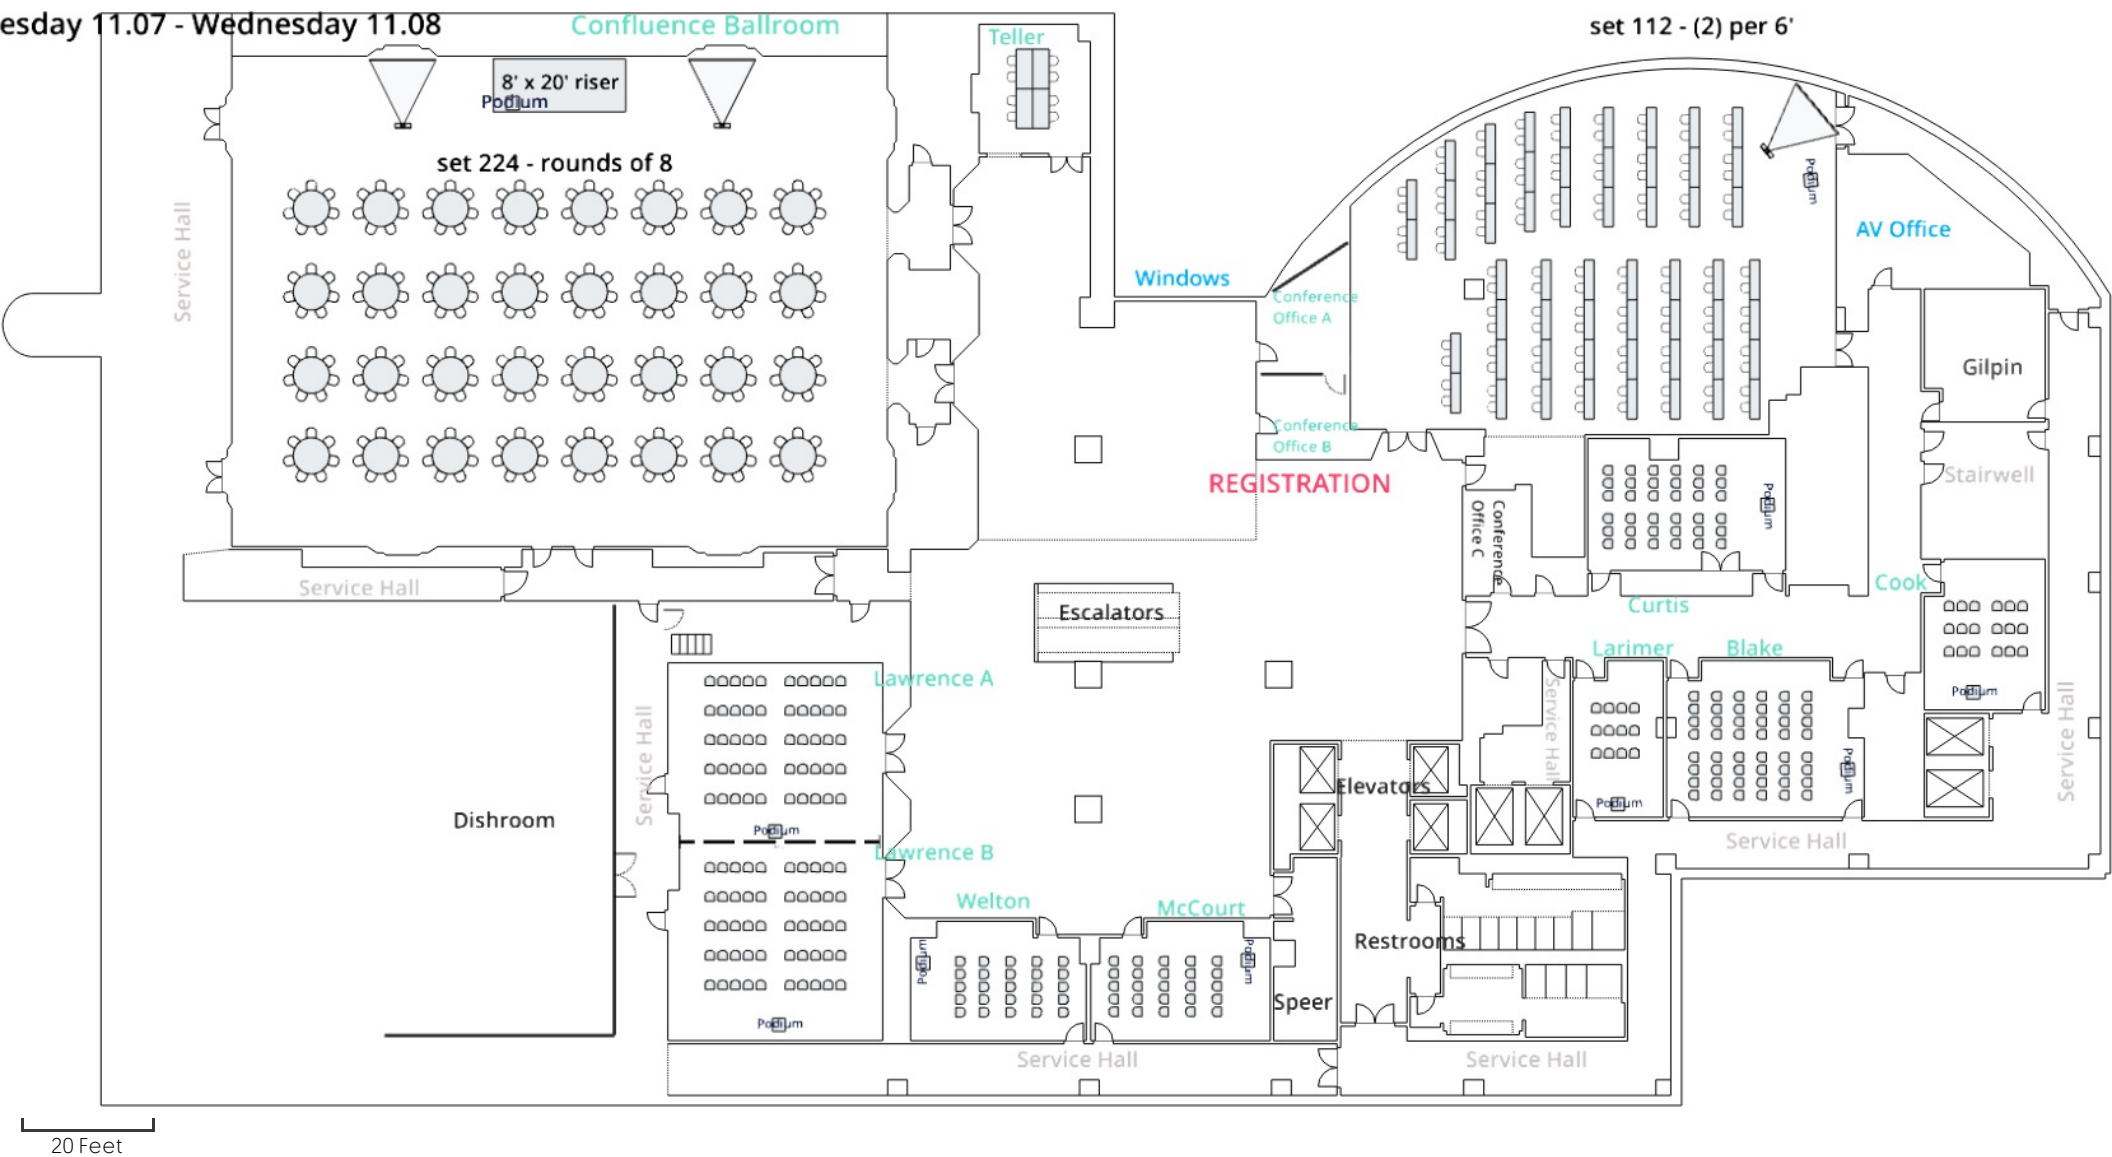 esday 11.07 - Wednesday 11.08
Confluence Ballroom
set 112 - (2) per 6'
Teller
8' x 20' riser
Podium
set 224 - rounds of 8
Service Hall
Podium
AV Office
Windows
Conference
Office A
Gilpin
Conference
Office B
REGISTRATION
Stairwell
Podium
Conference
Office C
Service Hall
Escalators
Cook
Curtis
Larimer
Blake
Lawrence A
Service Hall
Service Hall
Podium
Service Hall
Elevators
Podium
Podium
Dishroom
Podium
Service Hall
Lawrence B
Welton
McCourt
Podium
Podium
Restrooms
Speer
Podium
Service Hall
Service Hall
20 Feet